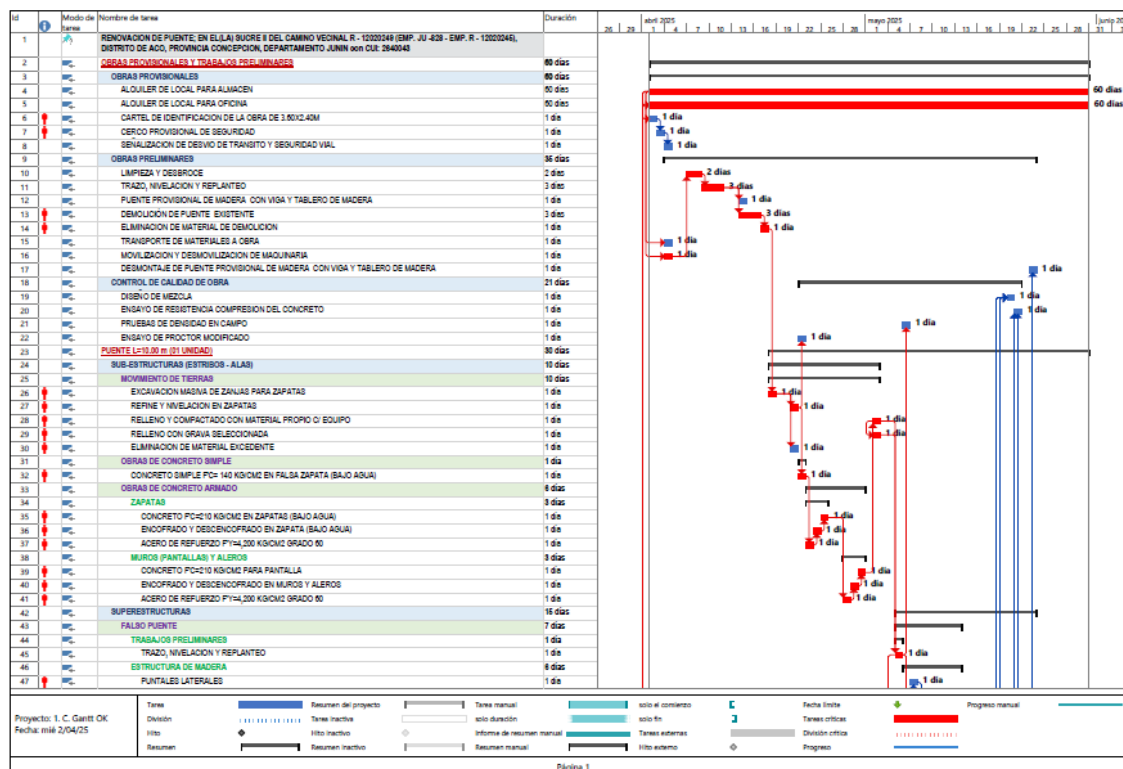 Id Modo de tarea Nombre de tarea Duración abril 2025 mayo 2025 junio 2025
26 29 1 4 7 10 13 16 19 22 25 28 1 4 7 10 13 16 19 22 25 28 31
1 RENOVACION DE PUENTE; EN EL(LA) SUCRE II DEL CAMINO VECINAL R - 12020249 (EMP. JU -828 - EMP. R - 12020245),
DISTRITO DE ACO, PROVINCIA CONCEPCION, DEPARTAMENTO JUNIN con CUI: 2640043
2 OBRAS PROVISIONALES Y TRABAJOS PRELIMINARES 60 días
3 OBRAS PROVISIONALES 60 días
4 ALQUILER DE LOCAL PARA ALMACEN 60 días 60 días
5 ALQUILER DE LOCAL PARA OFICINA 60 días 60 días
6 CARTEL DE IDENTIFICACION DE LA OBRA DE 3.60X2.40M 1 día 1 día
7 CERCO PROVISIONAL DE SEGURIDAD 1 día 1 día
8 SEÑALIZACION DE DESVIO DE TRANSITO Y SEGURIDAD VIAL 1 día 1 día
9 OBRAS PRELIMINARES 35 días
10 LIMPIEZA Y DESBROCE 2 días 2 días
11 TRAZO, NIVELACION Y REPLANTEO 3 días 3 días
12 PUENTE PROVISIONAL DE MADERA CON VIGA Y TABLERO DE MADERA 1 día 1 día
13 DEMOLICIÓN DE PUENTE EXISTENTE 3 días 3 días
14 ELIMINACION DE MATERIAL DE DEMOLICION 1 día 1 día
15 TRANSPORTE DE MATERIALES A OBRA 1 día 1 día
16 MOVILIZACION Y DESMOVILIZACION DE MAQUINARIA 1 día 1 día
17 DESMONTAJE DE PUENTE PROVISIONAL DE MADERA CON VIGA Y TABLERO DE MADERA 1 día 1 día
18 CONTROL DE CALIDAD DE OBRA 21 días
19 DISEÑO DE MEZCLA 1 día 1 día
20 ENSAYO DE RESISTENCIA COMPRESION DEL CONCRETO 1 día 1 día
21 PRUEBAS DE DENSIDAD EN CAMPO 1 día 1 día
22 ENSAYO DE PROCTOR MODIFICADO 1 día 1 día
23 PUENTE L=10.00 m (01 UNIDAD) 30 días
24 SUB-ESTRUCTURAS (ESTRIBOS - ALAS) 10 días
25 MOVIMIENTO DE TIERRAS 10 días
26 EXCAVACION MASIVA DE ZANJAS PARA ZAPATAS 1 día 1 día
27 REFINE Y NIVELACION EN ZAPATAS 1 día 1 día
28 RELLENO Y COMPACTADO CON MATERIAL PROPIO C/ EQUIPO 1 día 1 día
29 RELLENO CON GRAVA SELECCIONADA 1 día 1 día
30 ELIMINACION DE MATERIAL EXCEDENTE 1 día 1 día
31 OBRAS DE CONCRETO SIMPLE 1 día
32 CONCRETO SIMPLE F'C= 140 KG/CM2 EN FALSA ZAPATA (BAJO AGUA) 1 día 1 día
33 OBRAS DE CONCRETO ARMADO 6 días
34 ZAPATAS 3 días
35 CONCRETO F'C=210 KG/CM2 EN ZAPATAS (BAJO AGUA) 1 día 1 día
36 ENCOFRADO Y DESCENCOFRADO EN ZAPATA (BAJO AGUA) 1 día 1 día
37 ACERO DE REFUERZO F'Y=4,200 KG/CM2 GRADO 60 1 día 1 día
38 MUROS (PANTALLAS) Y ALEROS 3 días
39 CONCRETO F'C=210 KG/CM2 PARA PANTALLA 1 día 1 día
40 ENCOFRADO Y DESCENCOFRADO EN MUROS Y ALEROS 1 día 1 día
41 ACERO DE REFUERZO F'Y=4,200 KG/CM2 GRADO 60 1 día 1 día
42 SUPERESTRUCTURAS 15 días
43 FALSO PUENTE 7 días
44 TRABAJOS PRELIMINARES 1 día
45 TRAZO, NIVELACION Y REPLANTEO 1 día 1 día
46 ESTRUCTURA DE MADERA 6 días
47 PUNTALES LATERALES 1 día 1 día
Proyecto: 1. C. Gantt OK
Fecha: mié 2/04/25
Tarea Resumen del proyecto Tarea manual solo el comienzo Fecha límite Progreso manual
División Tarea inactiva solo duración solo fin Tareas críticas
Hito Hito inactivo Informe de resumen manual Tareas externas División crítica
Resumen Resumen inactivo Resumen manual Hito externo Progreso
Página 1